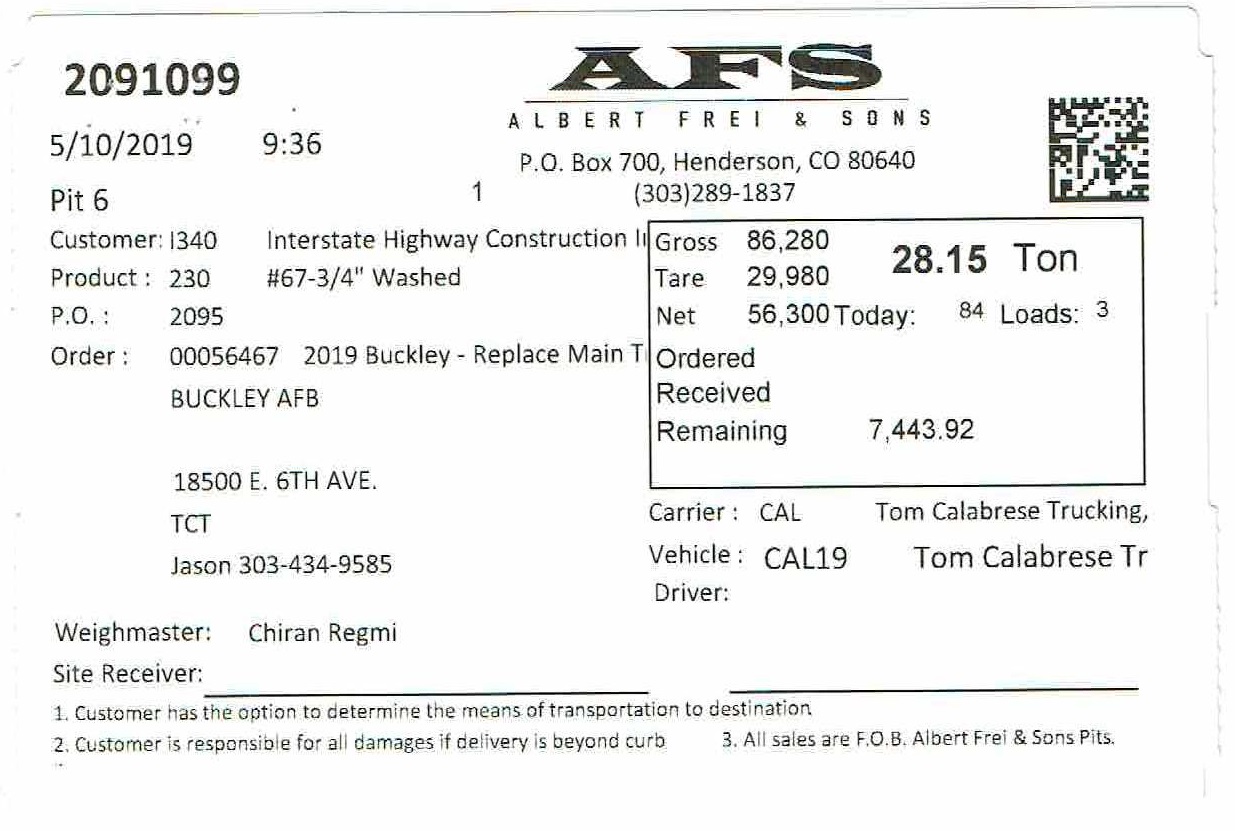 2091099
AFS
ALBERT FREI & SONS
5/10/2019 9:36
P.O. Box 700, Henderson, CO 80640
Pit 6 1 (303)289-1837
Customer: I340 Interstate Highway Construction I
Gross 86,280 28.15 Ton
Product : 230 #67-3/4" Washed
Tare 29,980
P.O. : 2095
Net 56,300 Today: 84 Loads: 3
Order : 00056467 2019 Buckley - Replace Main T
Ordered
BUCKLEY AFB
Received
Remaining 7,443.92
18500 E. 6TH AVE.
TCT
Carrier : CAL Tom Calabrese Trucking,
Jason 303-434-9585
Vehicle : CAL19 Tom Calabrese Tr
Driver:
Weighmaster: Chiran Regmi
Site Receiver:
1. Customer has the option to determine the means of transportation to destination
2. Customer is responsible for all damages if delivery is beyond curb 3. All sales are F.O.B. Albert Frei & Sons Pits.